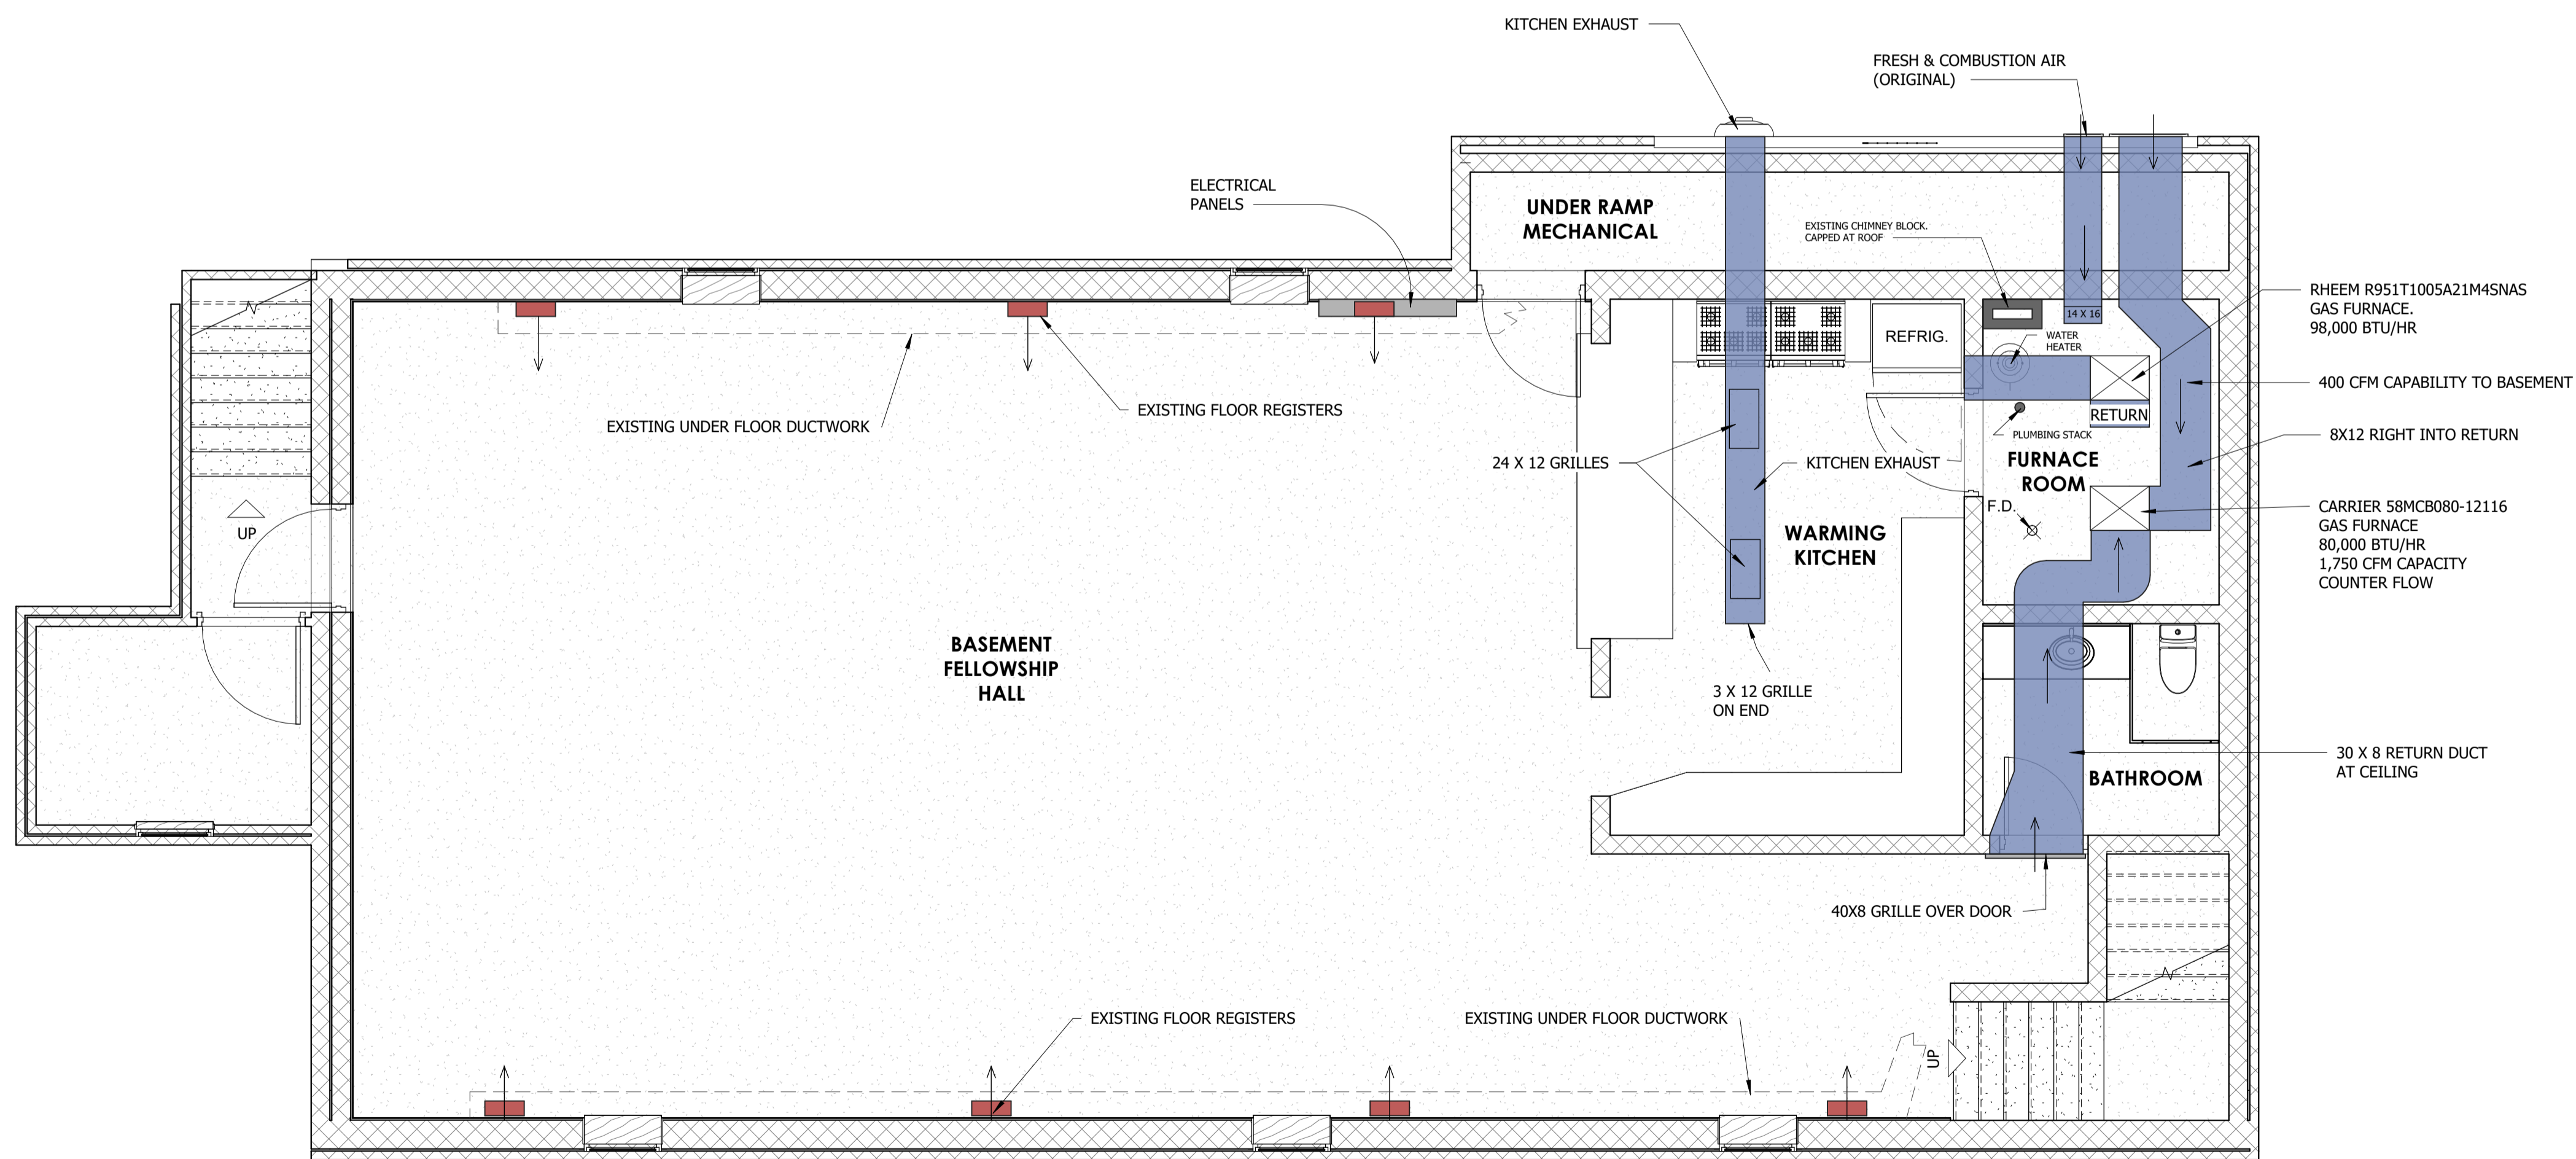 KITCHEN EXHAUST
FRESH & COMBUSTION AIR
(ORIGINAL)
ELECTRICAL
PANELS
UNDER RAMP
MECHANICAL
EXISTING CHIMNEY BLOCK.
CAPPED AT ROOF
RHEEM R951T1005A21M4SNAS
GAS FURNACE.
98,000 BTU/HR
14 X 16
WATER
HEATER
REFRIG.
400 CFM CAPABILITY TO BASEMENT
EXISTING FLOOR REGISTERS
EXISTING UNDER FLOOR DUCTWORK
RETURN
PLUMBING STACK
8X12 RIGHT INTO RETURN
24 X 12 GRILLES
KITCHEN EXHAUST
FURNACE
ROOM
F.D.
CARRIER 58MCB080-12116
GAS FURNACE
80,000 BTU/HR
1,750 CFM CAPACITY
COUNTER FLOW
UP
WARMING
KITCHEN
BASEMENT
FELLOWSHIP
HALL
3 X 12 GRILLE
ON END
30 X 8 RETURN DUCT
AT CEILING
BATHROOM
40X8 GRILLE OVER DOOR
EXISTING FLOOR REGISTERS
EXISTING UNDER FLOOR DUCTWORK
UP